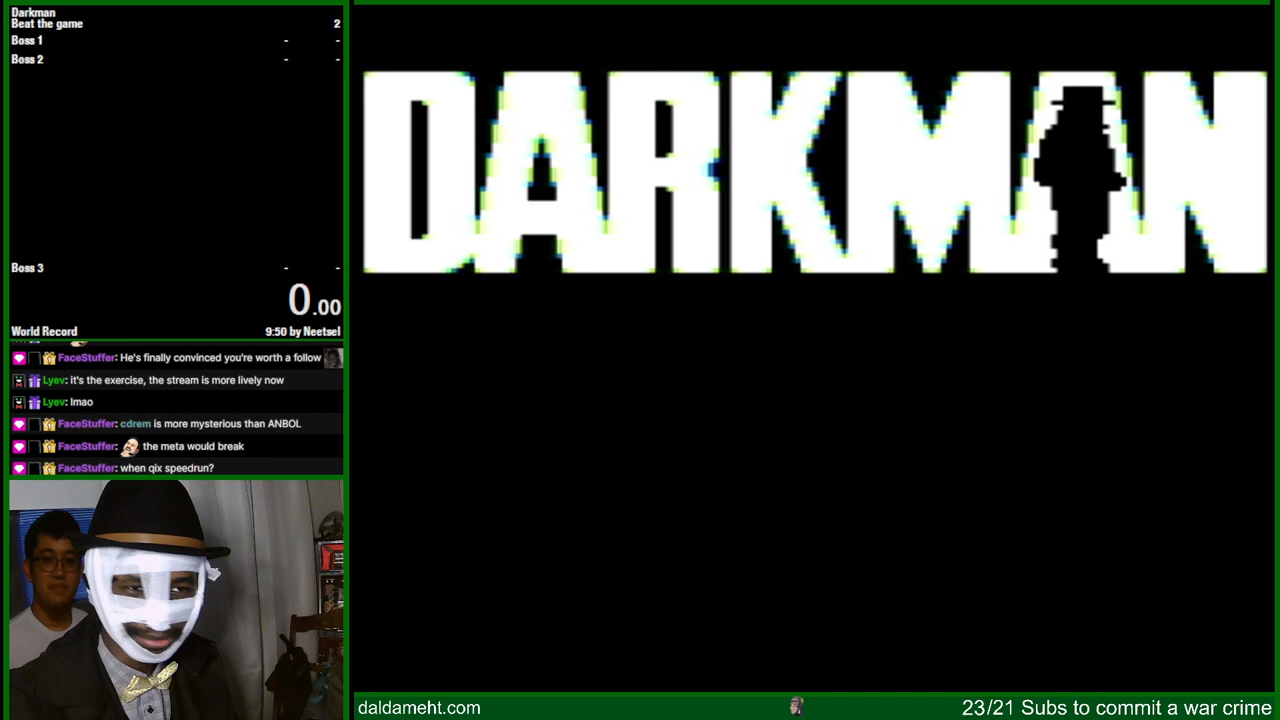 Darkman
Beat the game 2
Boss 1 - -
Boss 2 - -
Boss 3 - -
0.00
World Record 9:50 by Neetsel
FaceStuffer: He's finally convinced you're worth a follow
Lyev: it's the exercise, the stream is more lively now
Lyev: lmao
FaceStuffer: cdrem is more mysterious than ANBOL
FaceStuffer: the meta would break
FaceStuffer: when qix speedrun?
DARKMAN
daldameht.com
23/21 Subs to commit a war crime